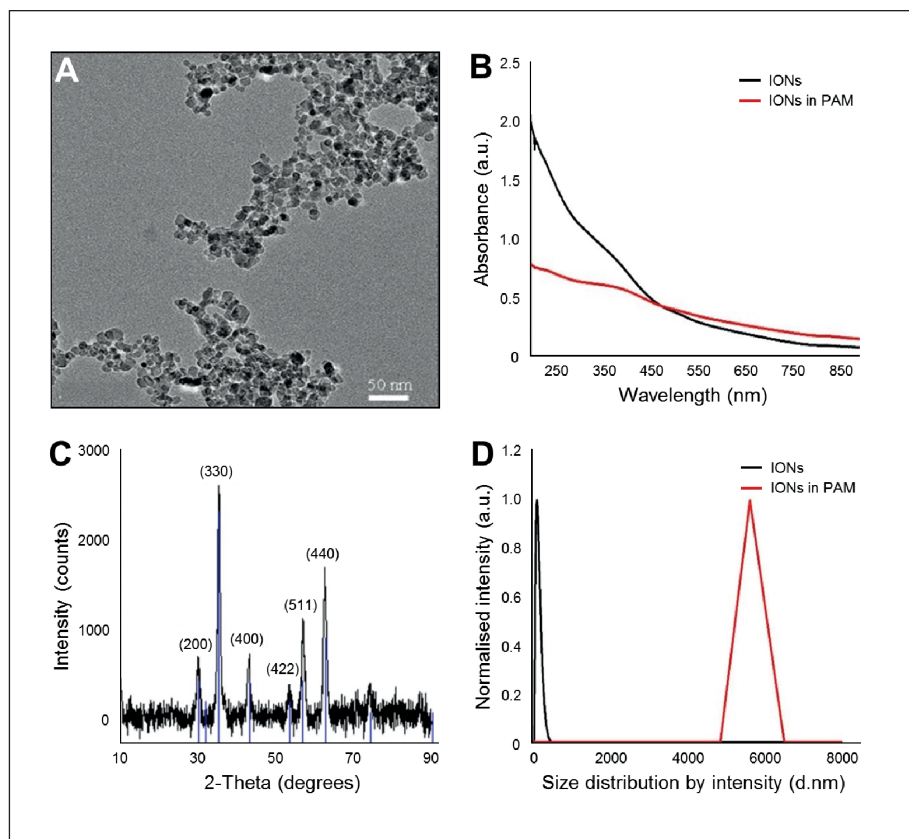 A
50 nm
B
2.5
2.0
1.5
1.0
0.5
0
Absorbance (a.u.)
IONs
IONs in PAM
250 350 450 550 650 750 850
Wavelength (nm)
C
3000
2000
1000
0
Intensity (counts)
(200)
(330)
(400)
(422)
(511)
(440)
10 30 50 70 90
2-Theta (degrees)
D
1.2
1.0
0.8
0.6
0.4
0.2
0
Normalised intensity (a.u.)
IONs
IONs in PAM
0 2000 4000 6000 8000
Size distribution by intensity (d.nm)